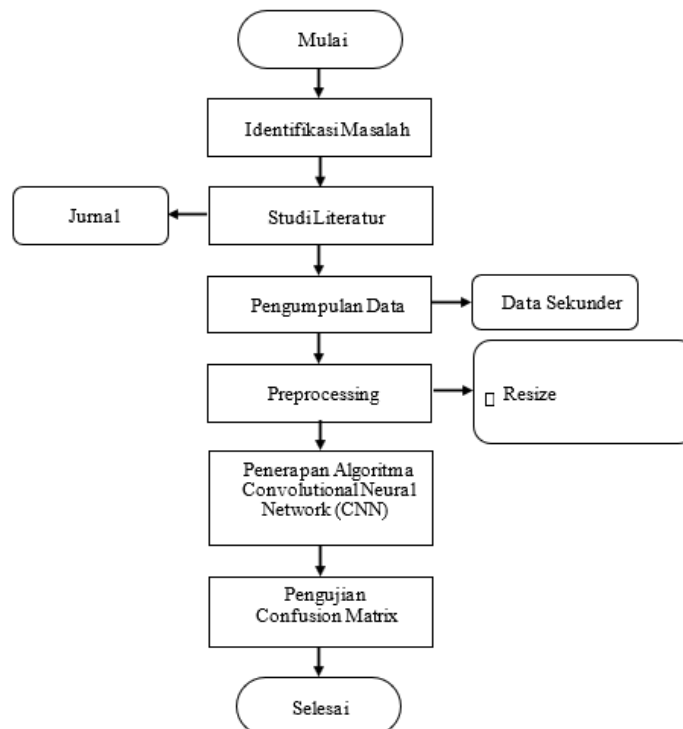 Mulai
Identifikasi Masalah
Jurnal
Studi Literatur
Pengumpulan Data
Data Sekunder
Preprocessing
Resize
Penerapan Algoritma
Convolutional Neural
Network (CNN)
Pengujian
Confusion Matrix
Selesai